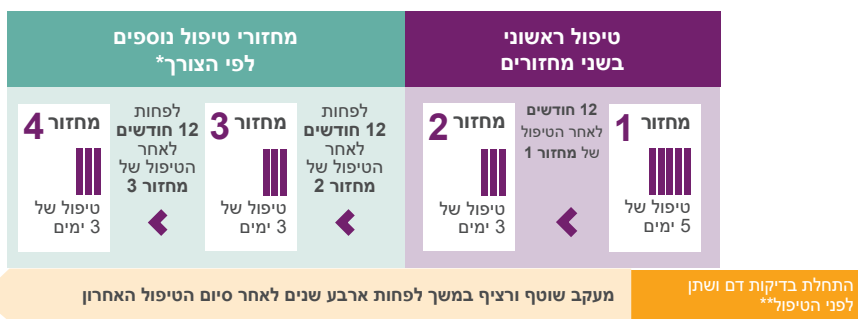 טיפול ראשוני
בשני מחזורים
מחזורי טיפול נוספים
לפי הצורך*
מחזור 1
טיפול של
5 ימים
12 חודשים
לאחר הטיפול
של מחזור 1
מחזור 2
טיפול של
3 ימים
לפחות
12 חודשים
לאחר
הטיפול של
מחזור 2
מחזור 3
טיפול של
3 ימים
לפחות
12 חודשים
לאחר
הטיפול של
מחזור 3
מחזור 4
טיפול של
3 ימים
התחלת בדיקות דם ושתן
לפני הטיפול**
מעקב שוטף ורציף במשך לפחות ארבע שנים לאחר סיום הטיפול האחרון